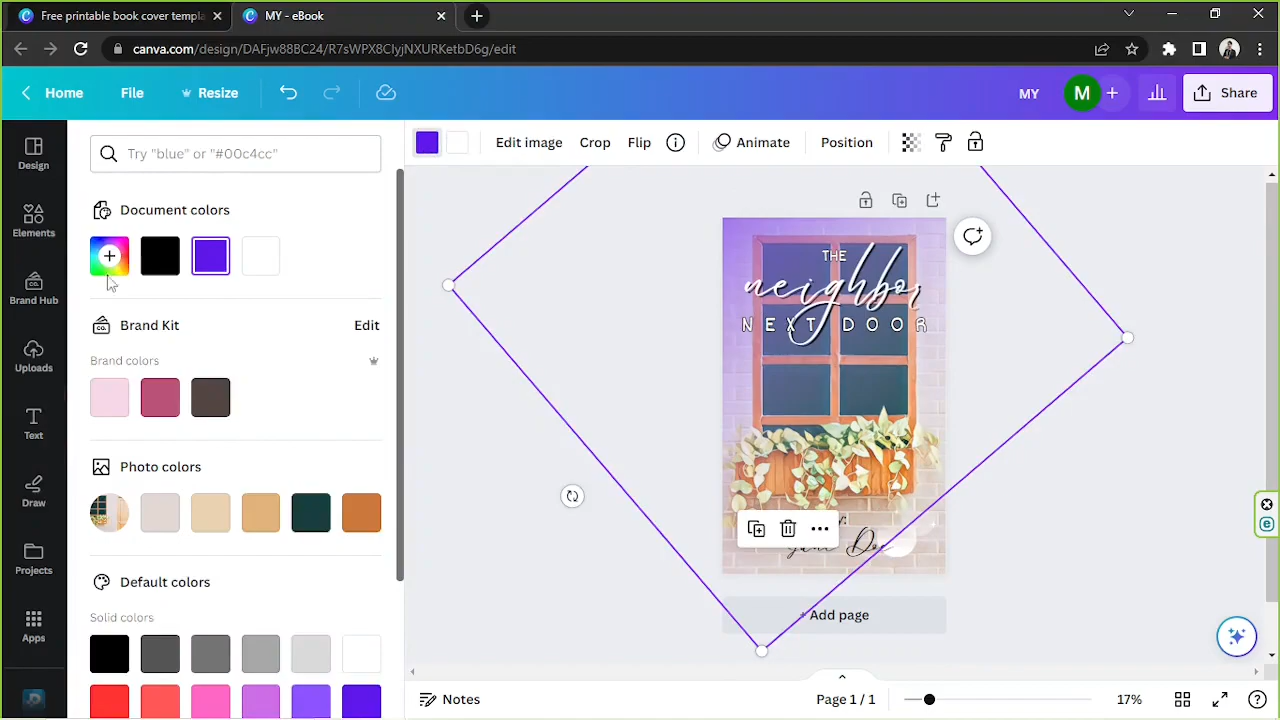 Free printable book cover templa
MY - eBook
canva.com/design/DAFjw88BC24/R7sWPX8CIyjNXURKetbD6g/edit
Home
File
Resize
MY
M
Share
Design
Elements
Brand Hub
Uploads
Text
Draw
Projects
Apps
Try "blue" or "#00c4cc"
Document colors
Brand Kit
Edit
Brand colors
Photo colors
Default colors
Solid colors
Edit image
Crop
Flip
Animate
Position
THE
neighbor
NEXT DOOR
Jane Doe
+ Add page
Notes
Page 1 / 1
17%